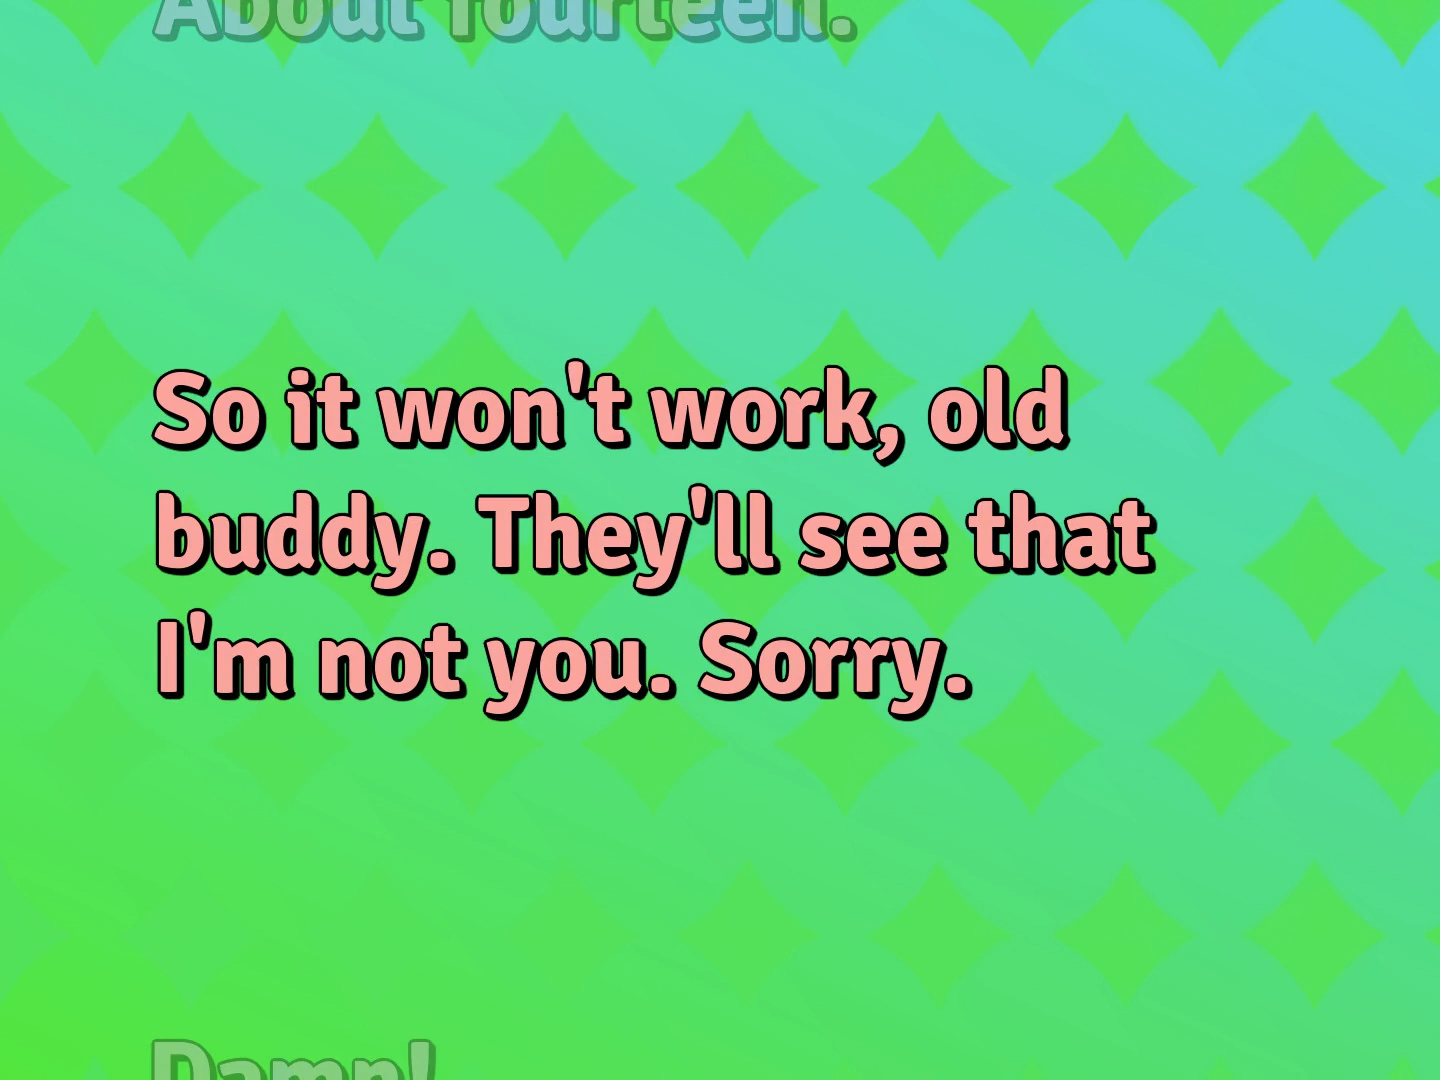 About fourteen.
So it won't work, old
buddy. They'll see that
I'm not you. Sorry.
Damn!